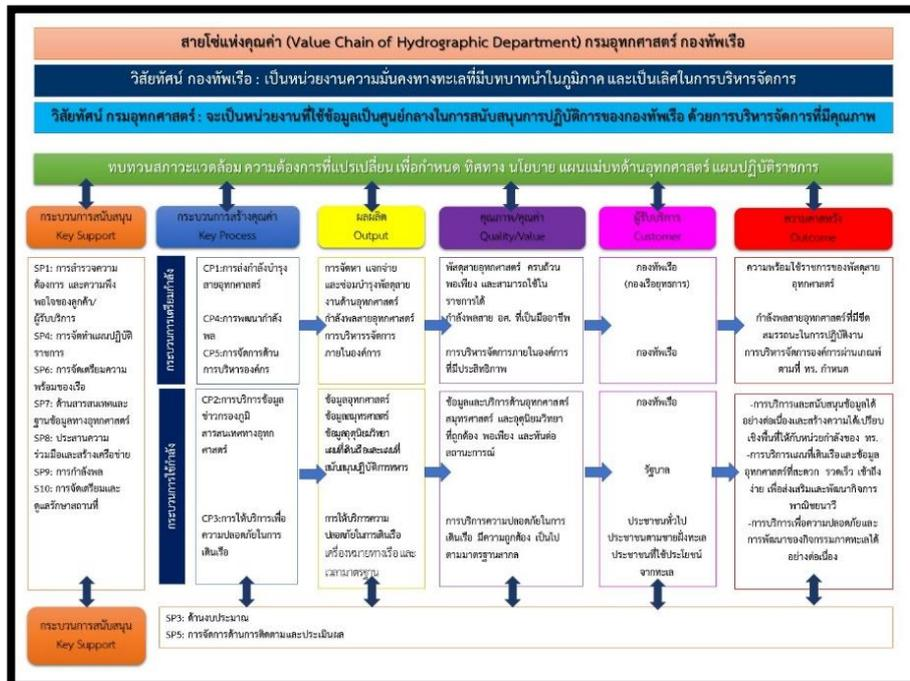 สายโซ่แห่งคุณค่า (Value Chain of Hydrographic Department) กรมอุทกศาสตร์ กองทัพเรือ
วิสัยทัศน์ กองทัพเรือ : เป็นหน่วยงานความมั่นคงทางทะเลที่มีบทบาทนำในภูมิภาค และเป็นเลิศในการบริหารจัดการ
วิสัยทัศน์ กรมอุทกศาสตร์ : จะเป็นหน่วยงานที่ใช้ข้อมูลเป็นศูนย์กลางในการสนับสนุนการปฏิบัติการของกองทัพเรือ ด้วยการบริหารจัดการที่มีคุณภาพ
ทบทวนสภาวะแวดล้อม ความต้องการที่แปรเปลี่ยน เพื่อกำหนด ทิศทาง นโยบาย แผนแม่บทด้านอุทกศาสตร์ แผนปฏิบัติราชการ
กระบวนการสนับสนุน
Key Support
กระบวนการสร้างคุณค่า
Key Process
ผลผลิต
Output
คุณภาพ/คุณค่า
Quality/Value
ผู้รับบริการ
Customer
ความคาดหวัง
Outcome
SP1: การสำรวจความ
ต้องการ และความพึง
พอใจของลูกค้า/
ผู้รับบริการ
SP4: การจัดทำแผนปฏิบัติ
ราชการ
SP6: การจัดเตรียมความ
พร้อมของเรือ
SP7: ด้านสารสนเทศและ
ฐานข้อมูลทางอุทกศาสตร์
SP8: ประสานความ
ร่วมมือและสร้างเครือข่าย
SP9: การกำลังพล
S10: การจัดเตรียมและ
ดูแลรักษาสถานที่
กระบวนการเตรียมกำลัง
CP1:การส่งกำลังบำรุง
สายอุทกศาสตร์
CP4:การพัฒนากำลัง
พล
CP5:การจัดการด้าน
การบริหารองค์กร
การจัดหา แจกจ่าย
และซ่อมบำรุงพัสดุสาย
งานด้านอุทกศาสตร์
กำลังพลสายอุทกศาสตร์
การบริหารจัดการ
ภายในองค์การ
พัสดุสายอุทกศาสตร์ ครบถ้วน
พอเพียง และสามารถใช้ใน
ราชการได้
กำลังพลสาย อศ. ที่เป็นมืออาชีพ
การบริหารจัดการภายในองค์การ
ที่มีประสิทธิภาพ
กองทัพเรือ
(กองเรือยุทธการ)
กองทัพเรือ
ความพร้อมใช้ราชการของพัสดุสาย
อุทกศาสตร์
กำลังพลสายอุทกศาสตร์ที่มีขีด
สมรรถนะในการปฏิบัติงาน
การบริหารจัดการองค์การผ่านเกณฑ์
ตามที่ ทร. กำหนด
กระบวนการใช้กำลัง
CP2:การบริการข้อมูล
ข่าวกรองภูมิ
สารสนเทศทางอุทก
ศาสตร์
CP3:การให้บริการเพื่อ
ความปลอดภัยในการ
เดินเรือ
ข้อมูลอุทกศาสตร์
ข้อมูลสมุทรศาสตร์
ข้อมูลอุตุนิยมวิทยา
แผนที่เดินเรือและแผนที่
สนับสนุนปฏิบัติการทหาร
การให้บริการความ
ปลอดภัยในการเดินเรือ
เครื่องหมายทางเรือ และ
เวลามาตรฐาน
ข้อมูลและบริการด้านอุทกศาสตร์
สมุทรศาสตร์ และอุตุนิยมวิทยา
ที่ถูกต้อง พอเพียง และทันต่อ
สถานะการณ์
การบริการความปลอดภัยในการ
เดินเรือ มีความถูกต้อง เป็นไป
ตามมาตรฐานสากล
กองทัพเรือ
รัฐบาล
ประชาชนทั่วไป
ประชาชนตามชายฝั่งทะเล
ประชาชนที่ใช้ประโยชน์
จากทะเล
-การบริการและสนับสนุนข้อมูลได้
อย่างต่อเนื่องและสร้างความได้เปรียบ
เชิงพื้นที่ให้กับหน่วยกำลังของ ทร.
-การบริการแผนที่เดินเรือและข้อมูล
อุทกศาสตร์ที่สะดวก รวดเร็ว เข้าถึง
ง่าย เพื่อส่งเสริมและพัฒนากิจการ
พาณิชยนาวี
-การบริการเพื่อความปลอดภัยและ
การพัฒนาของกิจกรรมภาคทะเลได้
อย่างต่อเนื่อง
กระบวนการสนับสนุน
Key Support
SP3: ด้านงบประมาณ
SP5: การจัดการด้านการติดตามและประเมินผล